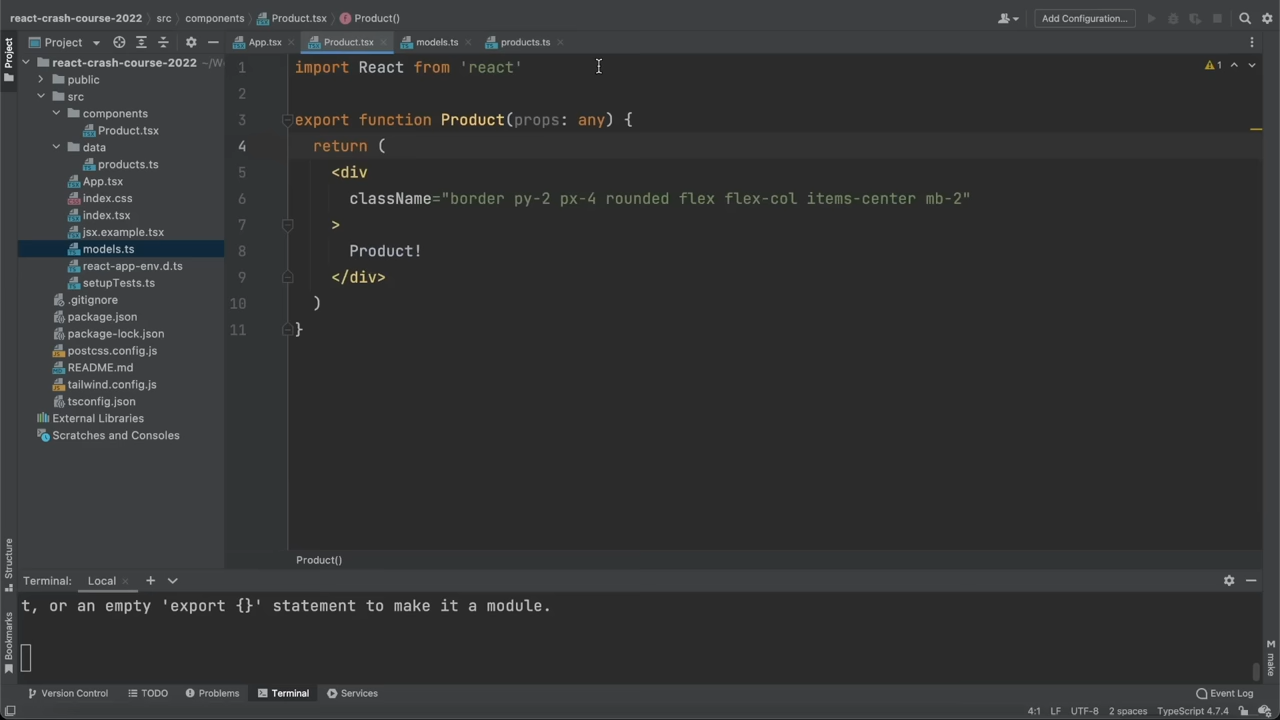 react-crash-course-2022 src components Product.tsx Product() Add Configuration...
Project App.tsx Product.tsx models.ts products.ts
react-crash-course-2022 ~/W
public
src
components
Product.tsx
data
products.ts
App.tsx
index.css
index.tsx
jsx.example.tsx
models.ts
react-app-env.d.ts
setupTests.ts
.gitignore
package.json
package-lock.json
postcss.config.js
README.md
tailwind.config.js
tsconfig.json
External Libraries
Scratches and Consoles
Project
Structure
Bookmarks
1 import React from 'react'
2
3 export function Product(props: any) {
4 return (
5 <div
6 className="border py-2 px-4 rounded flex flex-col items-center mb-2"
7 >
8 Product!
9 </div>
10 )
11 }
1
Product()
Terminal: Local
t, or an empty 'export {}' statement to make it a module.
M make
Version Control TODO Problems Terminal Services Event Log
4:1 LF UTF-8 2 spaces TypeScript 4.7.4